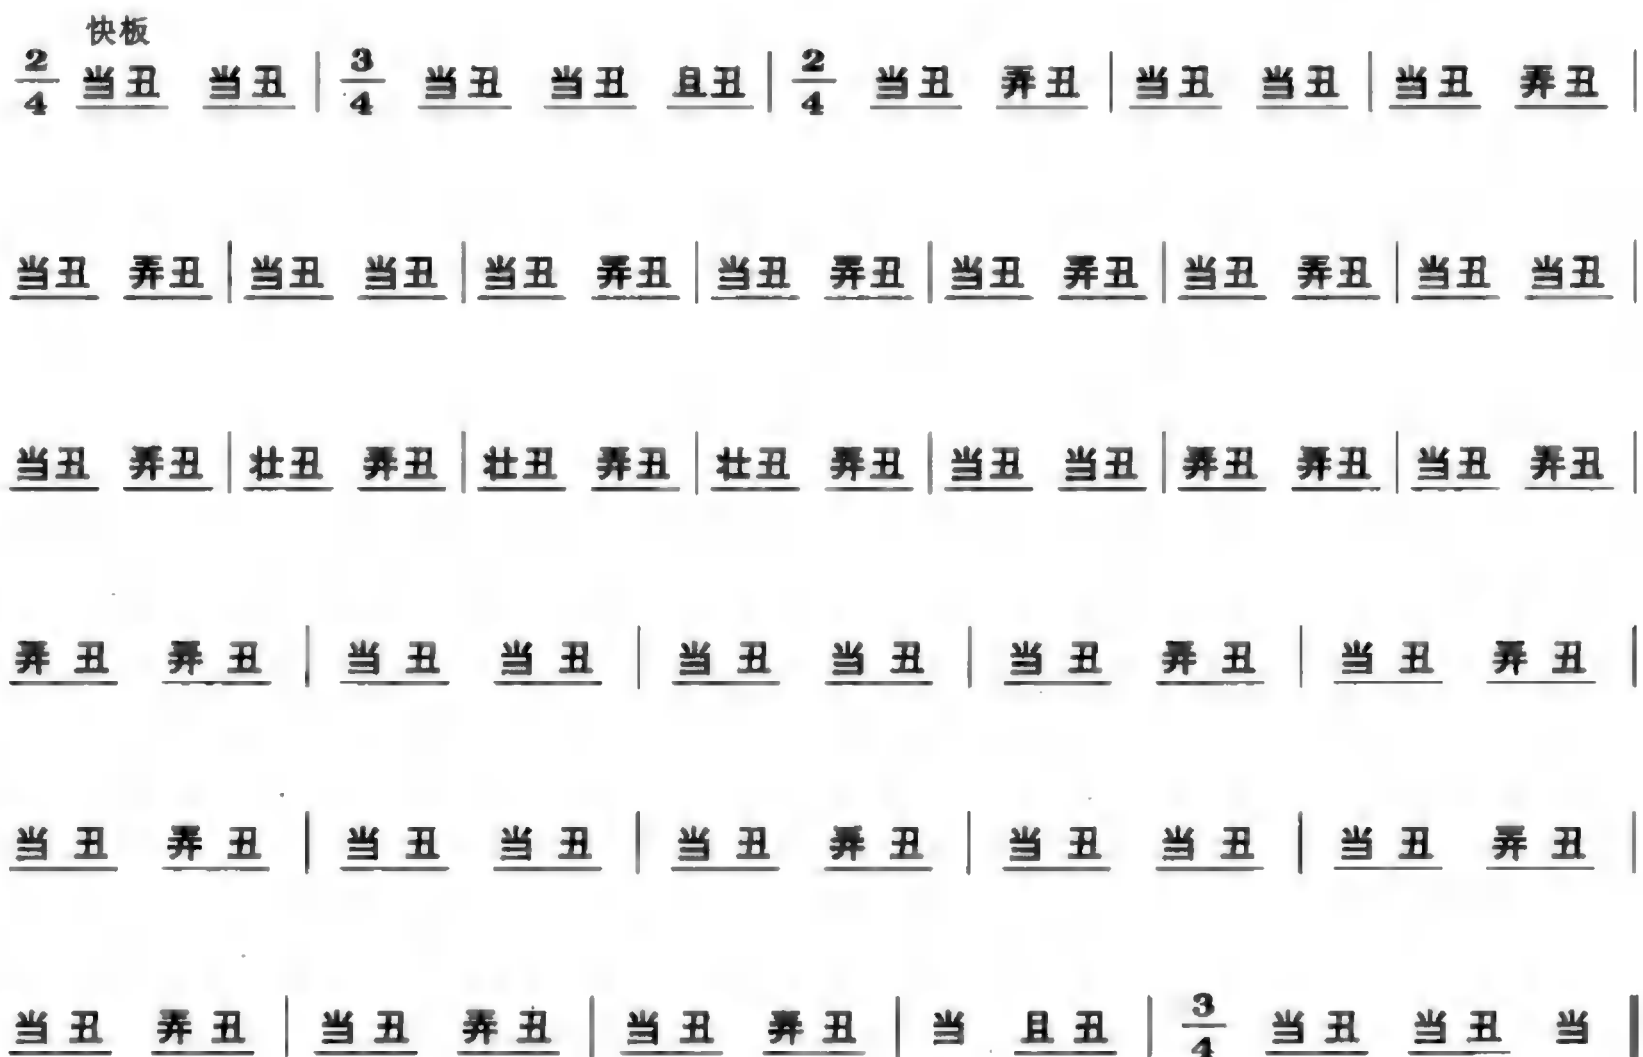 快板
2/4 当丑 当丑 | 3/4 当丑 当丑 且丑 | 2/4 当丑 弄丑 | 当丑 当丑 | 当丑 弄丑 |
当丑 弄丑 | 当丑 当丑 | 当丑 弄丑 | 当丑 弄丑 | 当丑 弄丑 | 当丑 弄丑 | 当丑 当丑 |
当丑 弄丑 | 壮丑 弄丑 | 壮丑 弄丑 | 壮丑 弄丑 | 当丑 当丑 | 弄丑 弄丑 | 当丑 弄丑 |
弄丑 弄丑 | 当丑 当丑 | 当丑 当丑 | 当丑 弄丑 | 当丑 弄丑 |
当丑 弄丑 | 当丑 当丑 | 当丑 弄丑 | 当丑 当丑 | 当丑 弄丑 |
当丑 弄丑 | 当丑 弄丑 | 当丑 弄丑 | 当 且丑 | 3/4 当丑 当丑 当 ‖